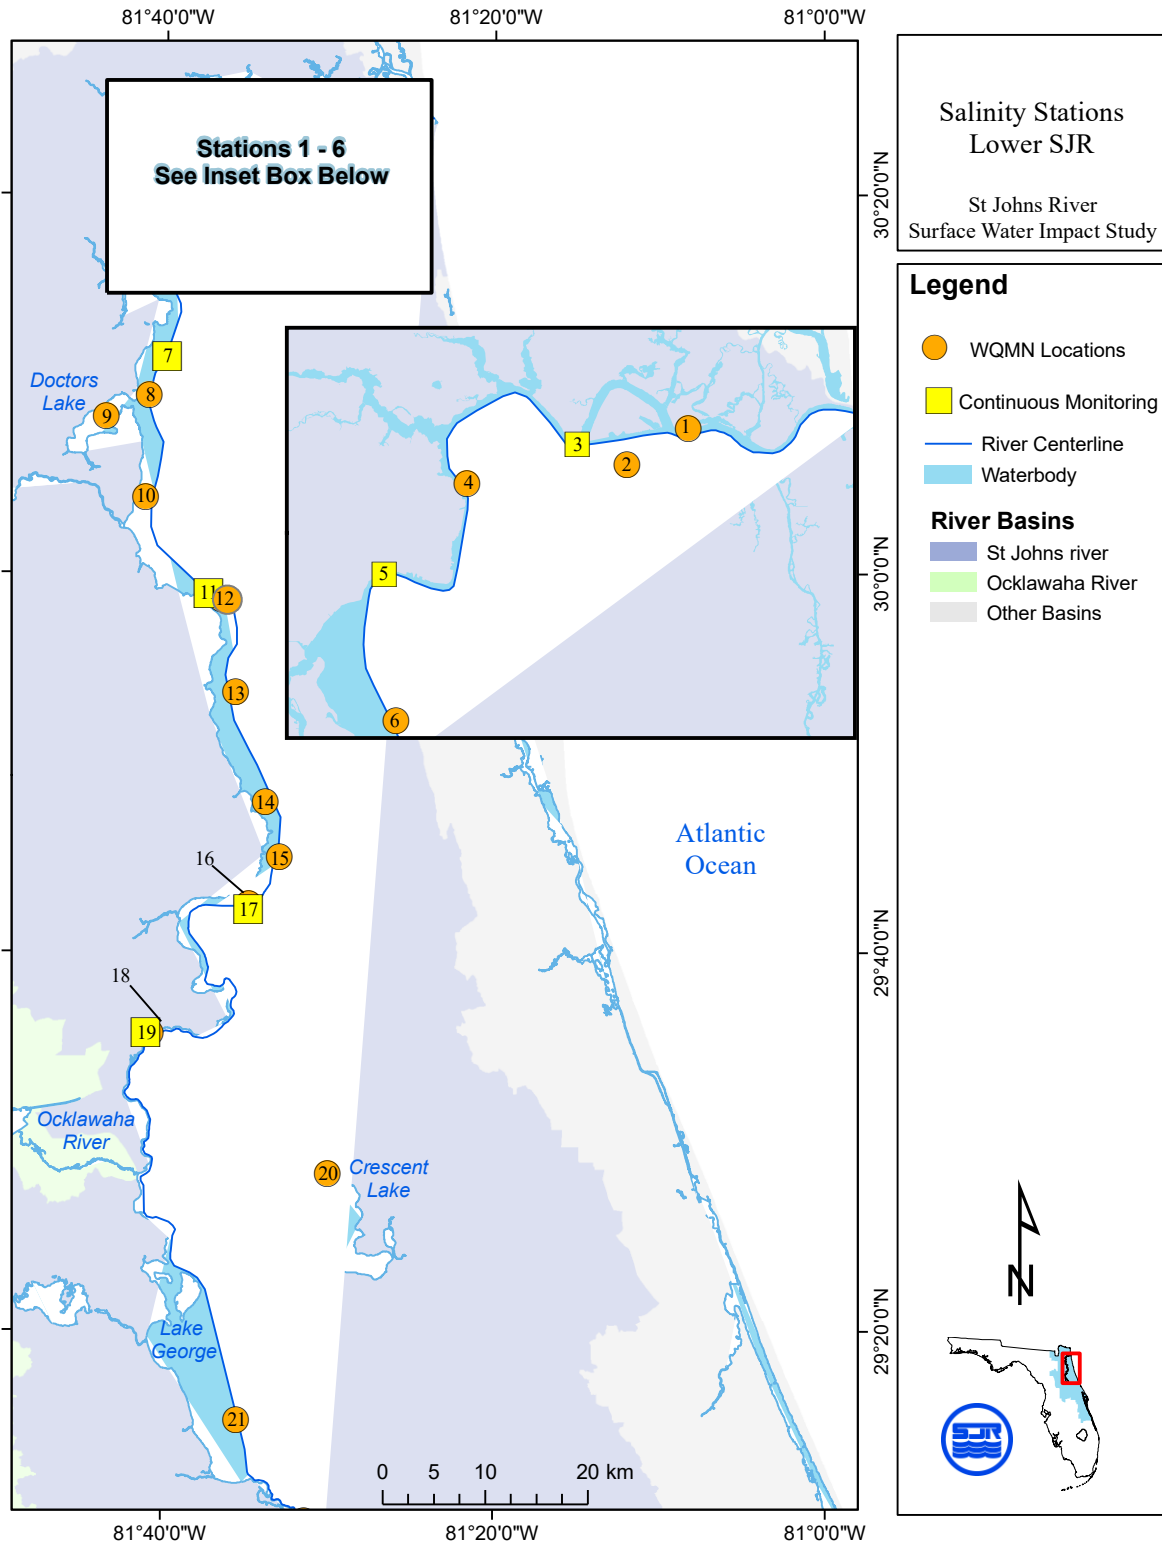 81°40'0"W
81°20'0"W
81°0'0"W
Stations 1 - 6
See Inset Box Below
30°20'0"N
30°0'0"N
29°40'0"N
29°20'0"N
7
Doctors
Lake
8
9
10
11
12
13
14
15
16
17
18
19
1
2
3
4
5
6
Atlantic
Ocean
Ocklawaha
River
20
Crescent
Lake
Lake
George
21
0 5 10 20 km
81°40'0"W
81°20'0"W
81°0'0"W
Salinity Stations
Lower SJR
St Johns River
Surface Water Impact Study
Legend
WQMN Locations
Continuous Monitoring
River Centerline
Waterbody
River Basins
St Johns river
Ocklawaha River
Other Basins
N
SJR